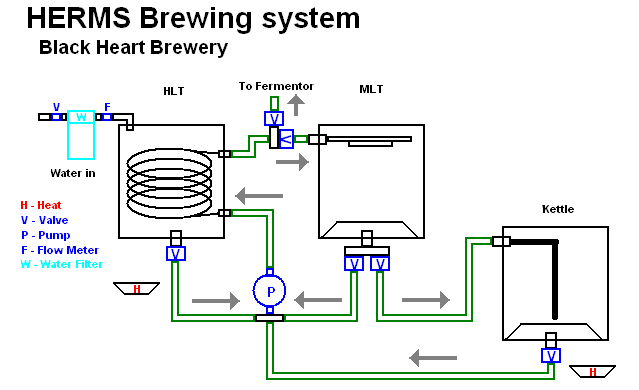 HERMS Brewing system
Black Heart Brewery
HLT
To Fermentor
MLT
V
F
W
V
V
Water in
H - Heat
V - Valve
P - Pump
F - Flow Meter
W - Water Filter
Kettle
V
V
V
H
P
V
H